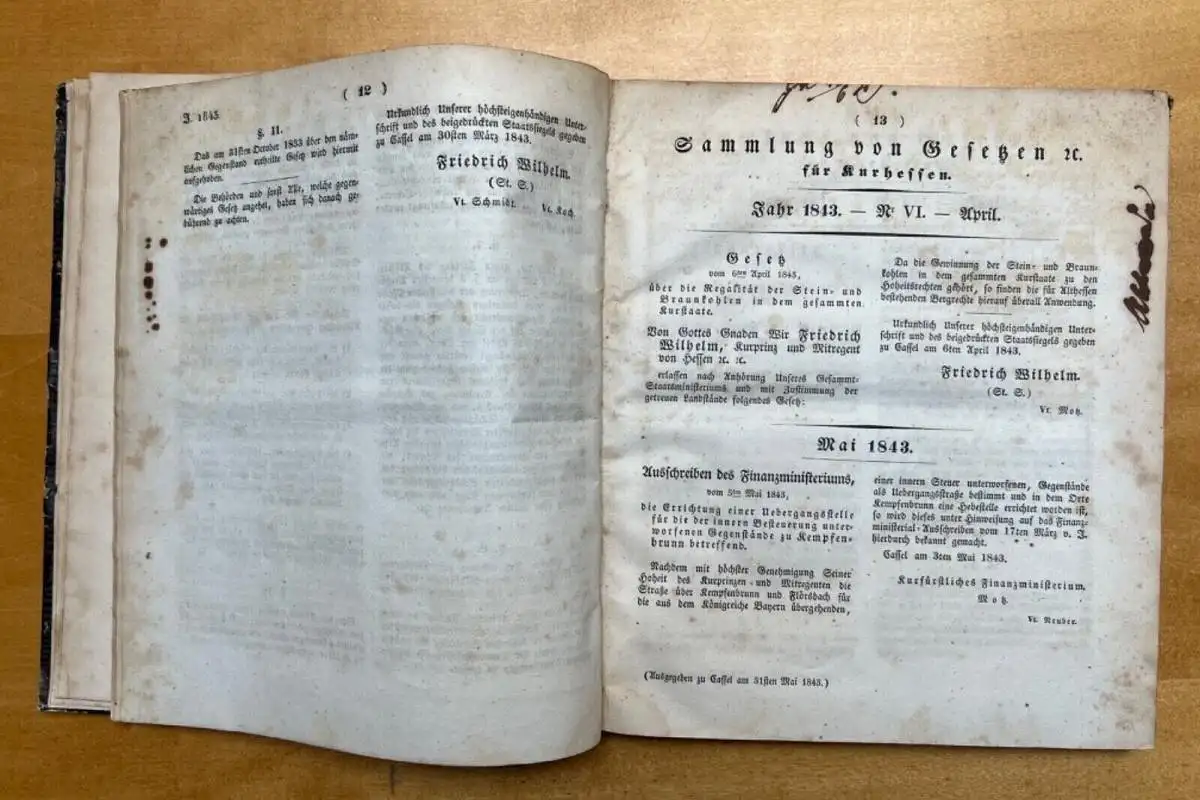 ( 12 )
J. 1843.
§. 11.
Das am 31sten October 1833 über den näm-
lichen Gegenstand ertheilte Gesetz wird hiermit
aufgehoben.
Die Behörden und sonst Alle, welche gegen-
wärtiges Gesetz angehet, haben sich danach ge-
bührend zu achten.
Urkundlich Unserer höchsteigenhändigen Unter-
schrift und des beigedrückten Staatssiegels gegeben
zu Cassel am 30sten März 1843.
Friedrich Wilhelm.
(St. S.)
Vt. Schmidt. Vt. Koch.
( 13 )
Sammlung von Gesetzen ꝛc.
für Kurhessen.
Jahr 1843. — Nr. VI. — April.
Gesetz
vom 6ten April 1843,
über die Regalität der Stein- und
Braunkohlen in dem gesammten
Kurstaate.
Von Gottes Gnaden Wir Friedrich
Wilhelm, Kurprinz und Mitregent
von Hessen ꝛc. ꝛc.
erlassen nach Anhörung Unseres Gesammt-
Staatsministeriums und mit Zustimmung der
getreuen Landstände folgendes Gesetz:
Da die Gewinnung der Stein- und Braun-
kohlen in dem gesammten Kurstaate zu den
Hoheitsrechten gehört, so finden die für Althessen
bestehenden Bergrechte hierauf überall Anwendung.
Urkundlich Unserer höchsteigenhändigen Unter-
schrift und des beigedrückten Staatssiegels gegeben
zu Cassel am 6ten April 1843.
Friedrich Wilhelm.
(St. S.)
Vt. Motz.
Mai 1843.
Ausschreiben des Finanzministeriums,
vom 3ten Mai 1843,
die Errichtung einer Uebergangsstelle
für die der innern Besteuerung unter-
worfenen Gegenstände zu Kempfen-
brunn betreffend.
Nachdem mit höchster Genehmigung Seiner
Hoheit des Kurprinzen und Mitregenten die
Straße über Kempfenbrunn und Flörsbach für
die aus dem Königreiche Bayern übergehenden,
einer innern Steuer unterworfenen, Gegenstände
als Uebergangsstraße bestimmt und in dem Orte
Kempfenbrunn eine Hebestelle errichtet worden ist,
so wird dieses unter Hinweisung auf das Finanz-
ministerial-Ausschreiben vom 17ten März v. J.
hierdurch bekannt gemacht.
Cassel am 3ten Mai 1843.
Kurfürstliches Finanzministerium.
Motz.
Vt. Neuber.
(Ausgegeben zu Cassel am 31sten Mai 1843.)